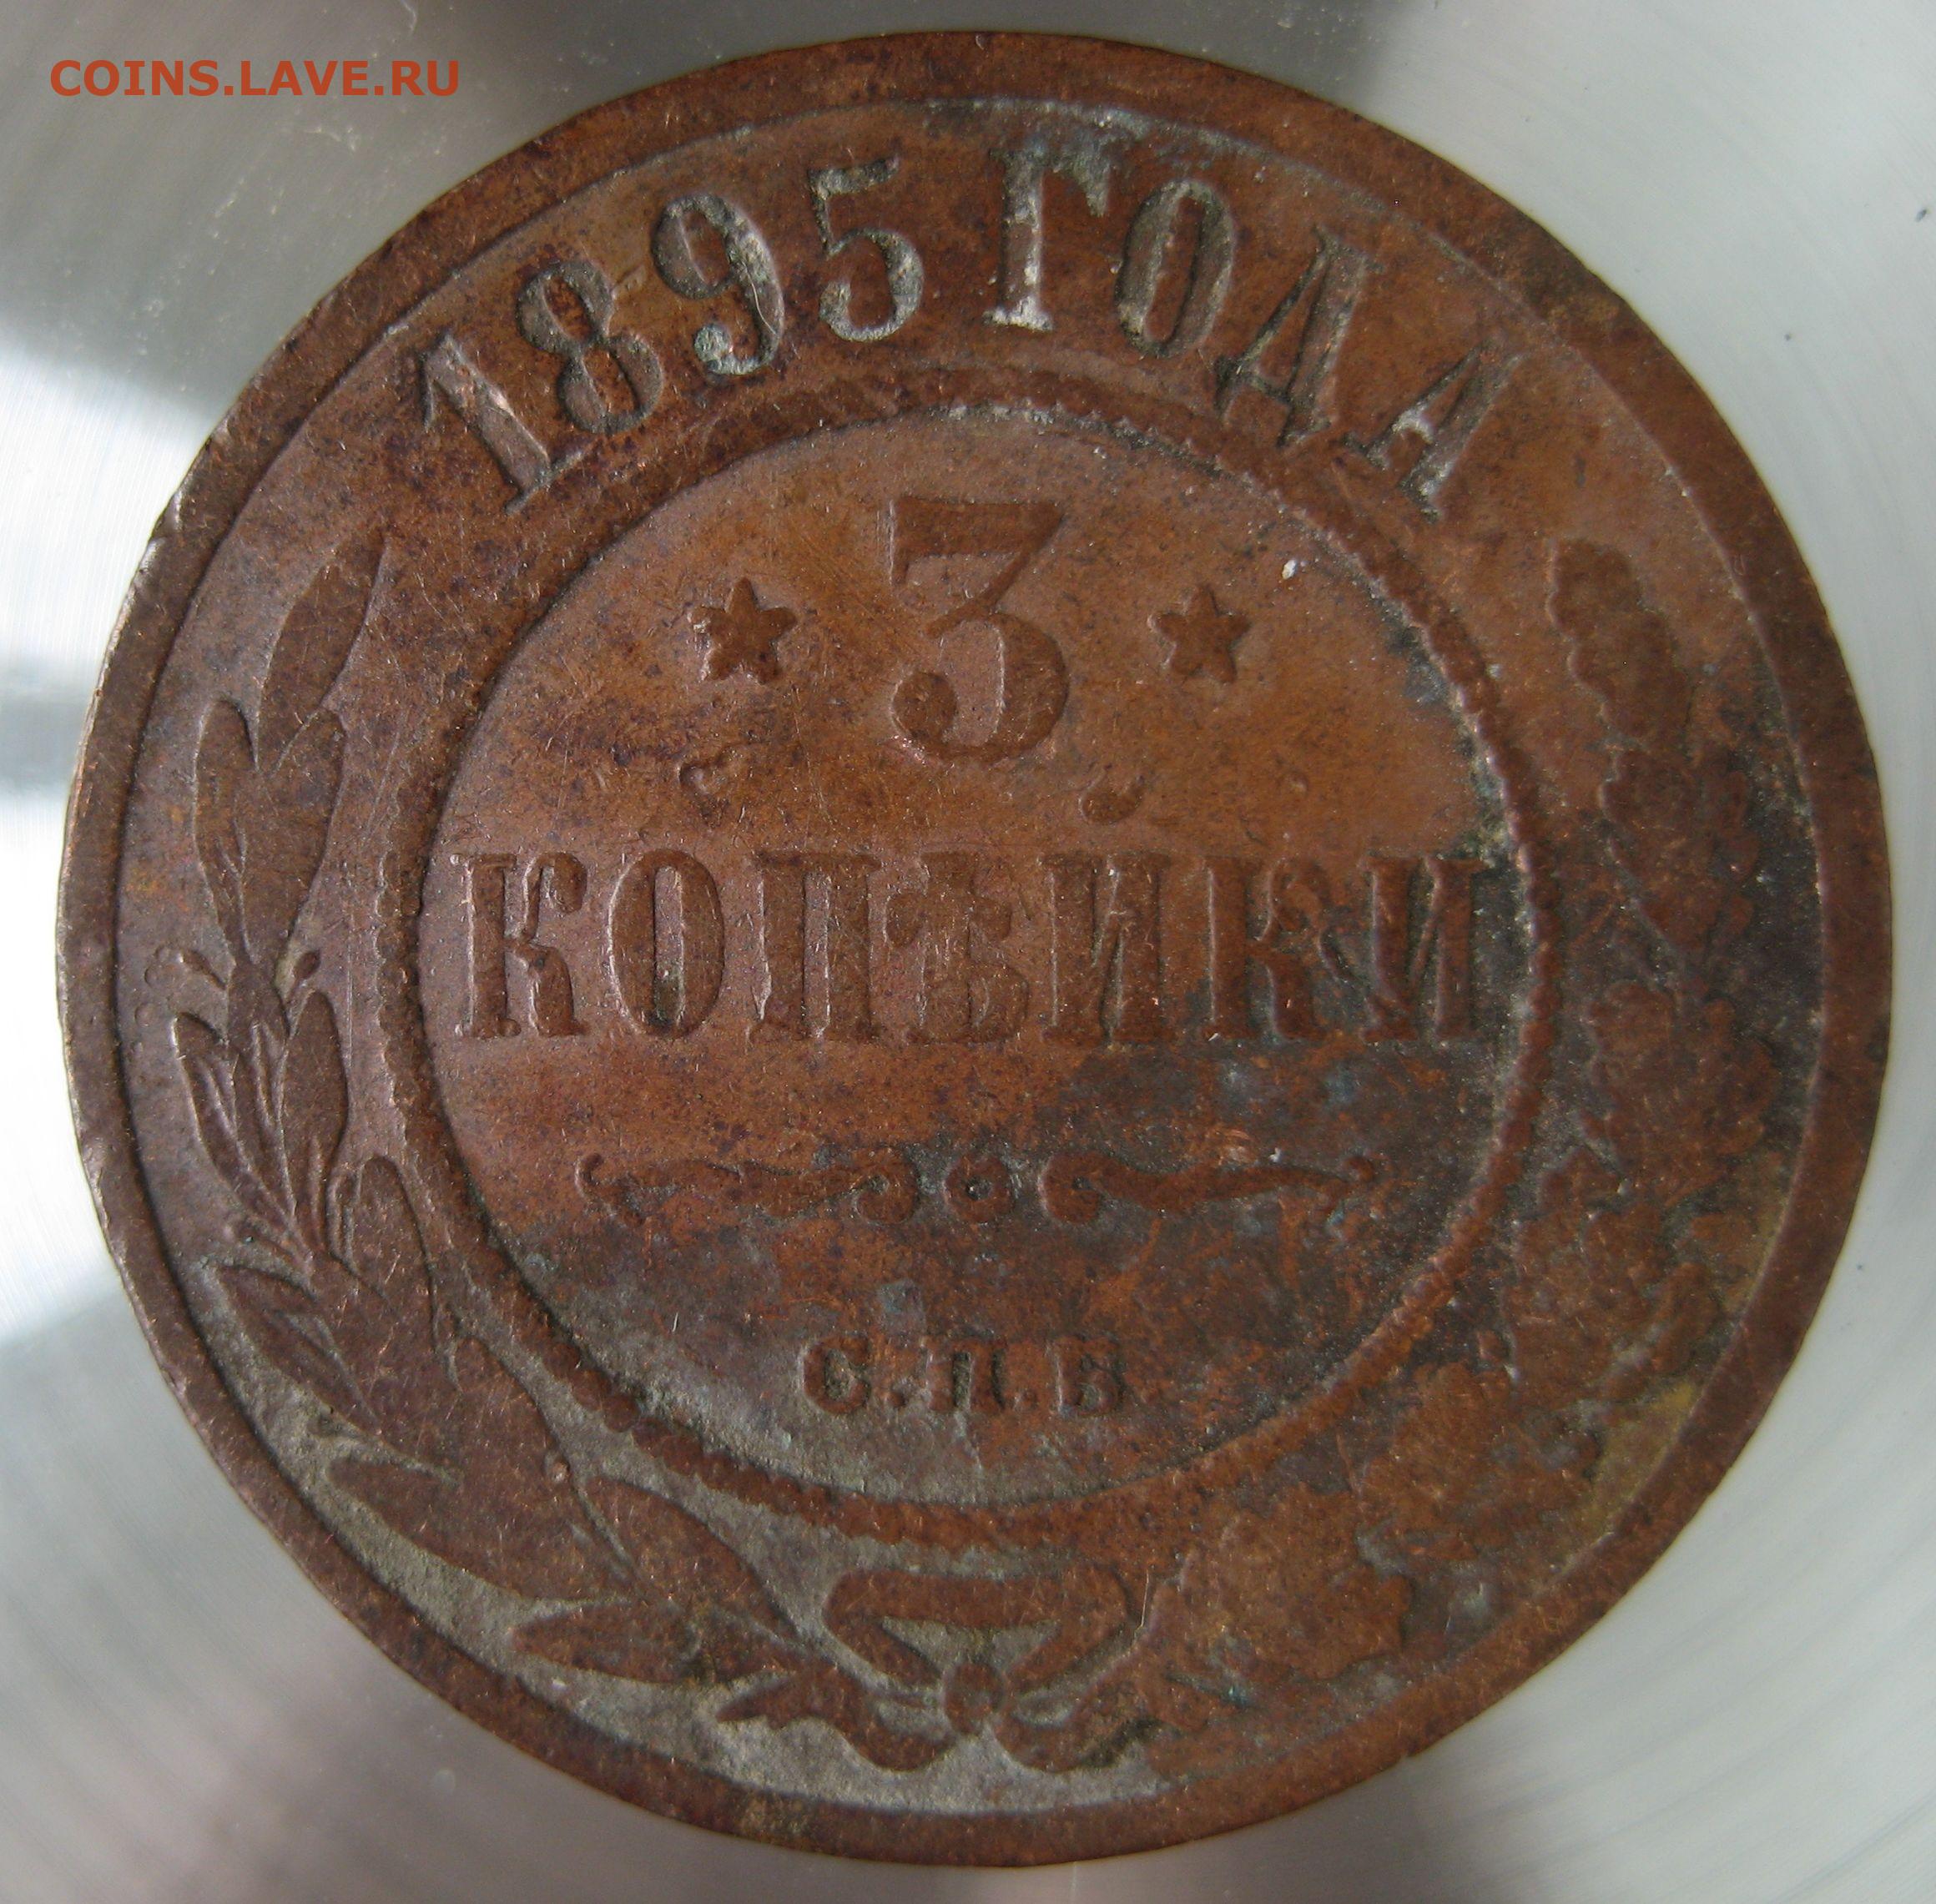 COINS.LAVE.RU
1895 ГОДА
3
КОПѢЙКИ
С.П.Б